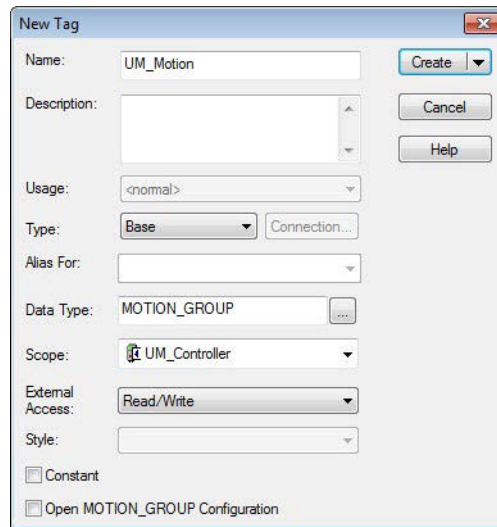 New Tag
Name: UM_Motion Create
Description: Cancel
Help
Usage: <normal>
Type: Base Connection...
Alias For:
Data Type: MOTION_GROUP ...
Scope: UM_Controller
External Access: Read/Write
Style:
Constant
Open MOTION_GROUP Configuration